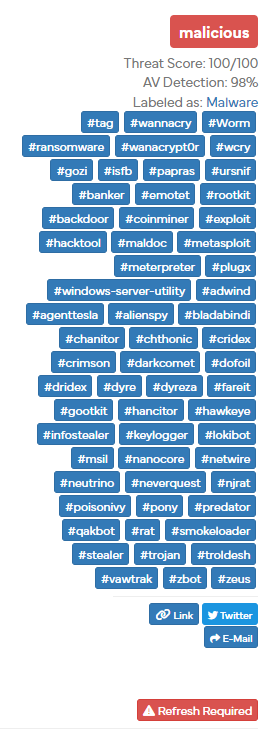 malicious
Threat Score: 100/100
AV Detection: 98%
Labeled as: Malware
#tag #wannacry #Worm
#ransomware #wanacrypt0r #wcry
#gozi #isfb #papras #ursnif
#banker #emotet #rootkit
#backdoor #coinminer #exploit
#hacktool #maldoc #metasploit
#meterpreter #plugx
#windows-server-utility #adwind
#agenttesla #alienspy #bladabindi
#chanitor #chthonic #cridex
#crimson #darkcomet #dofoil
#dridex #dyre #dyreza #fareit
#gootkit #hancitor #hawkeye
#infostealer #keylogger #lokibot
#msil #nanocore #netwire
#neutrino #neverquest #njrat
#poisonivy #pony #predator
#qakbot #rat #smokeloader
#stealer #trojan #troldesh
#vawtrak #zbot #zeus
Link Twitter
E-Mail
Refresh Required